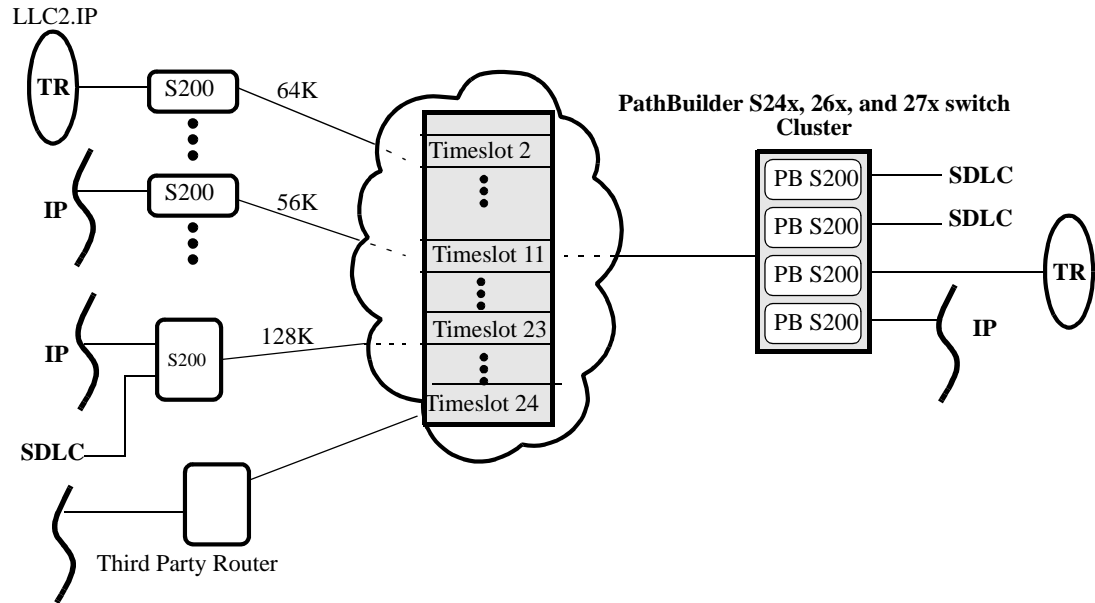 LLC2.IP
TR
S200
64K
S200
IP
56K
IP
S200
128K
SDLC
Third Party Router
Timeslot 2
Timeslot 11
Timeslot 23
Timeslot 24
PathBuilder S24x, 26x, and 27x switch
Cluster
PB S200
SDLC
PB S200
SDLC
PB S200
TR
PB S200
IP